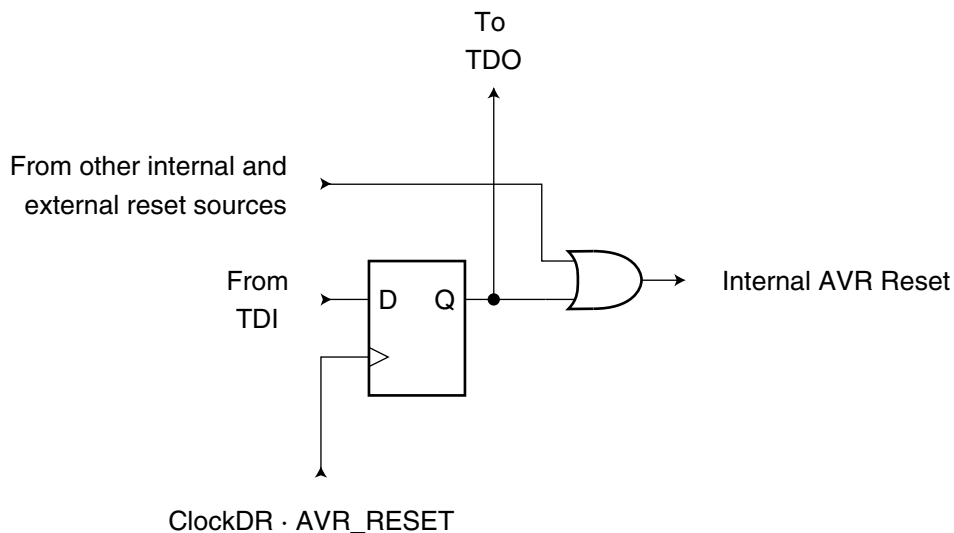 To
TDO
From other internal and
external reset sources
From
TDI
D
Q
Internal AVR Reset
ClockDR · AVR_RESET